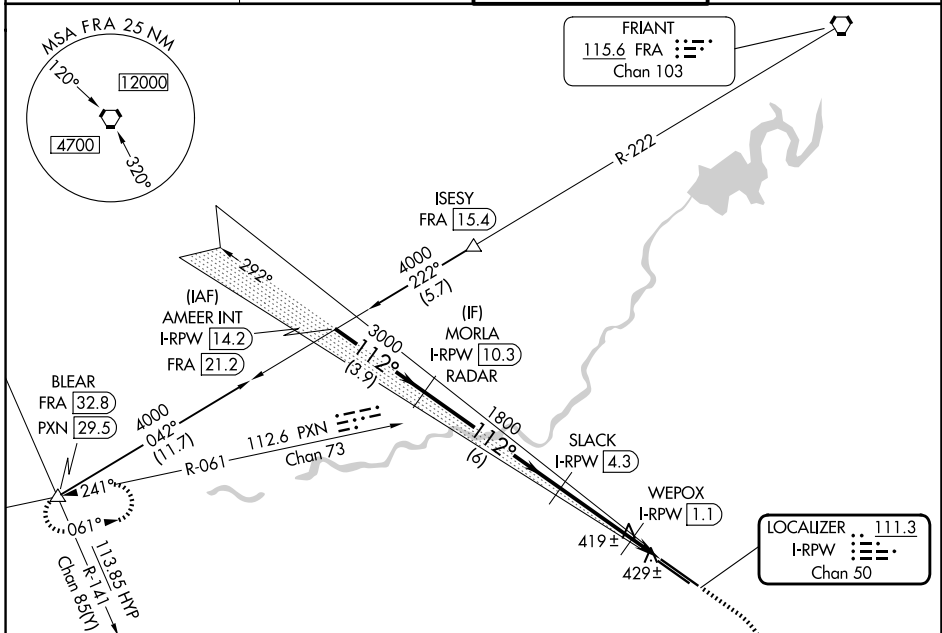 MSA FRA 25 NM
120°
12000
4700
320°
FRIANT
115.6 FRA
Chan 103
R-222
ISESY
FRA 15.4
4000
222°
(5.7)
292°
(IAF)
AMEER INT
I-RPW 14.2
FRA 21.2
3000
112°
(3.9)
(IF)
MORLA
I-RPW 10.3
RADAR
BLEAR
FRA 32.8
PXN 29.5
4000
042°
(11.7)
R-061
112.6 PXN
Chan 73
1800
112°
(6)
SLACK
I-RPW 4.3
WEPOX
I-RPW 1.1
241°
061°
113.85 HYP
R-141
Chan 85(Y)
419±
429±
LOCALIZER 111.3
I-RPW
Chan 50